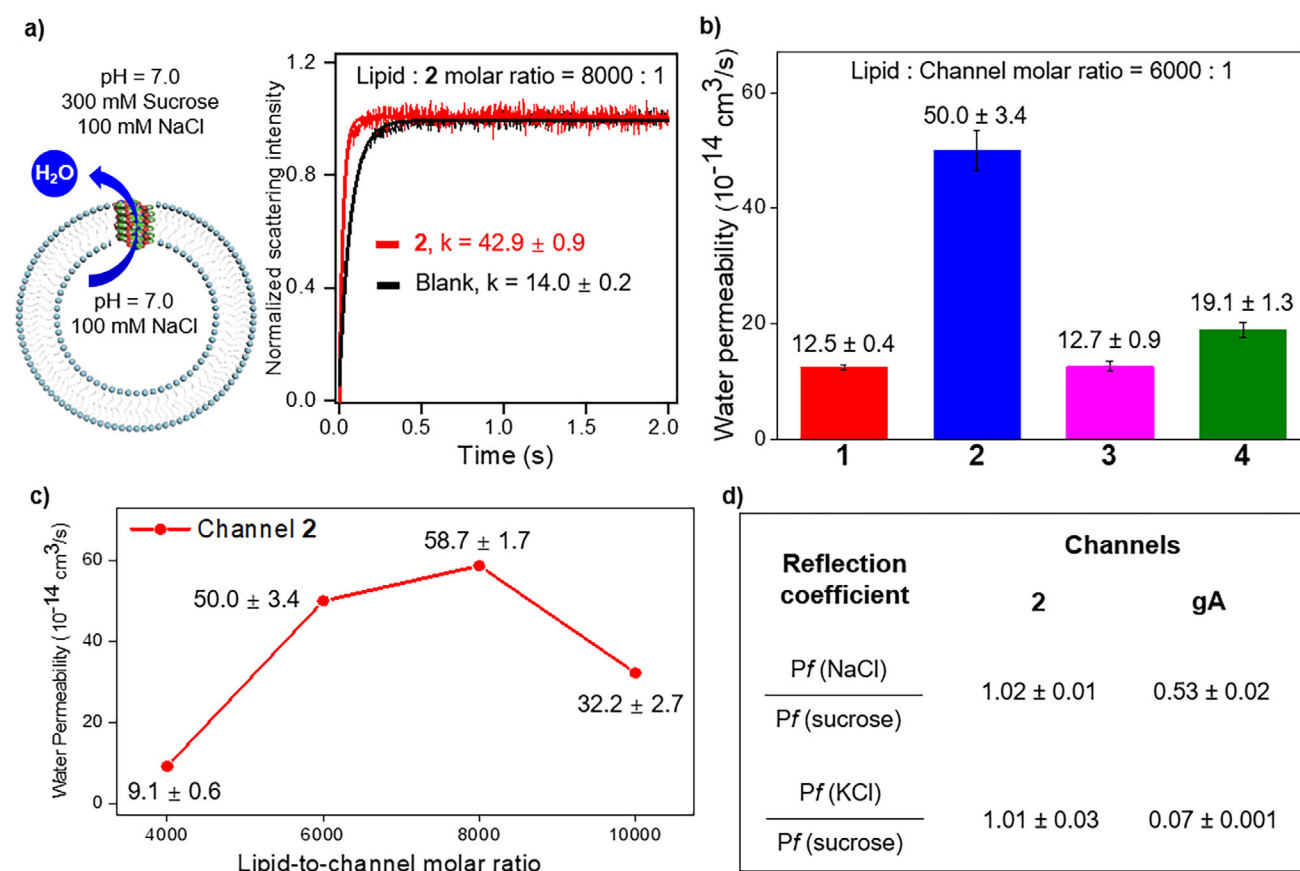 a)
pH = 7.0
300 mM Sucrose
100 mM NaCl
H₂O
pH = 7.0
100 mM NaCl
Normalized scattering intensity
1.2
0.8
0.4
0.0
Lipid : 2 molar ratio = 8000 : 1
2, k = 42.9 ± 0.9
Blank, k = 14.0 ± 0.2
0.0 0.5 1.0 1.5 2.0
Time (s)
b)
Water permeability (10⁻¹⁴ cm³/s)
60
40
20
0
Lipid : Channel molar ratio = 6000 : 1
50.0 ± 3.4
12.5 ± 0.4
12.7 ± 0.9
19.1 ± 1.3
1 2 3 4
c)
Water Permeability (10⁻¹⁴ cm³/s)
60
40
20
0
Channel 2
58.7 ± 1.7
50.0 ± 3.4
32.2 ± 2.7
9.1 ± 0.6
4000 6000 8000 10000
Lipid-to-channel molar ratio
d)
Reflection
coefficient
Channels
2 gA
Pf (NaCl)
Pf (sucrose)
1.02 ± 0.01 0.53 ± 0.02
Pf (KCl)
Pf (sucrose)
1.01 ± 0.03 0.07 ± 0.001